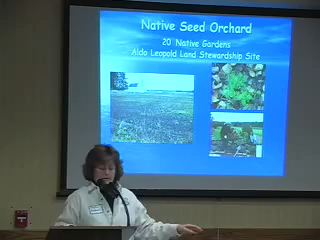 Native Seed Orchard
20 Native Gardens
Aldo Leopold Land Stewardship Site